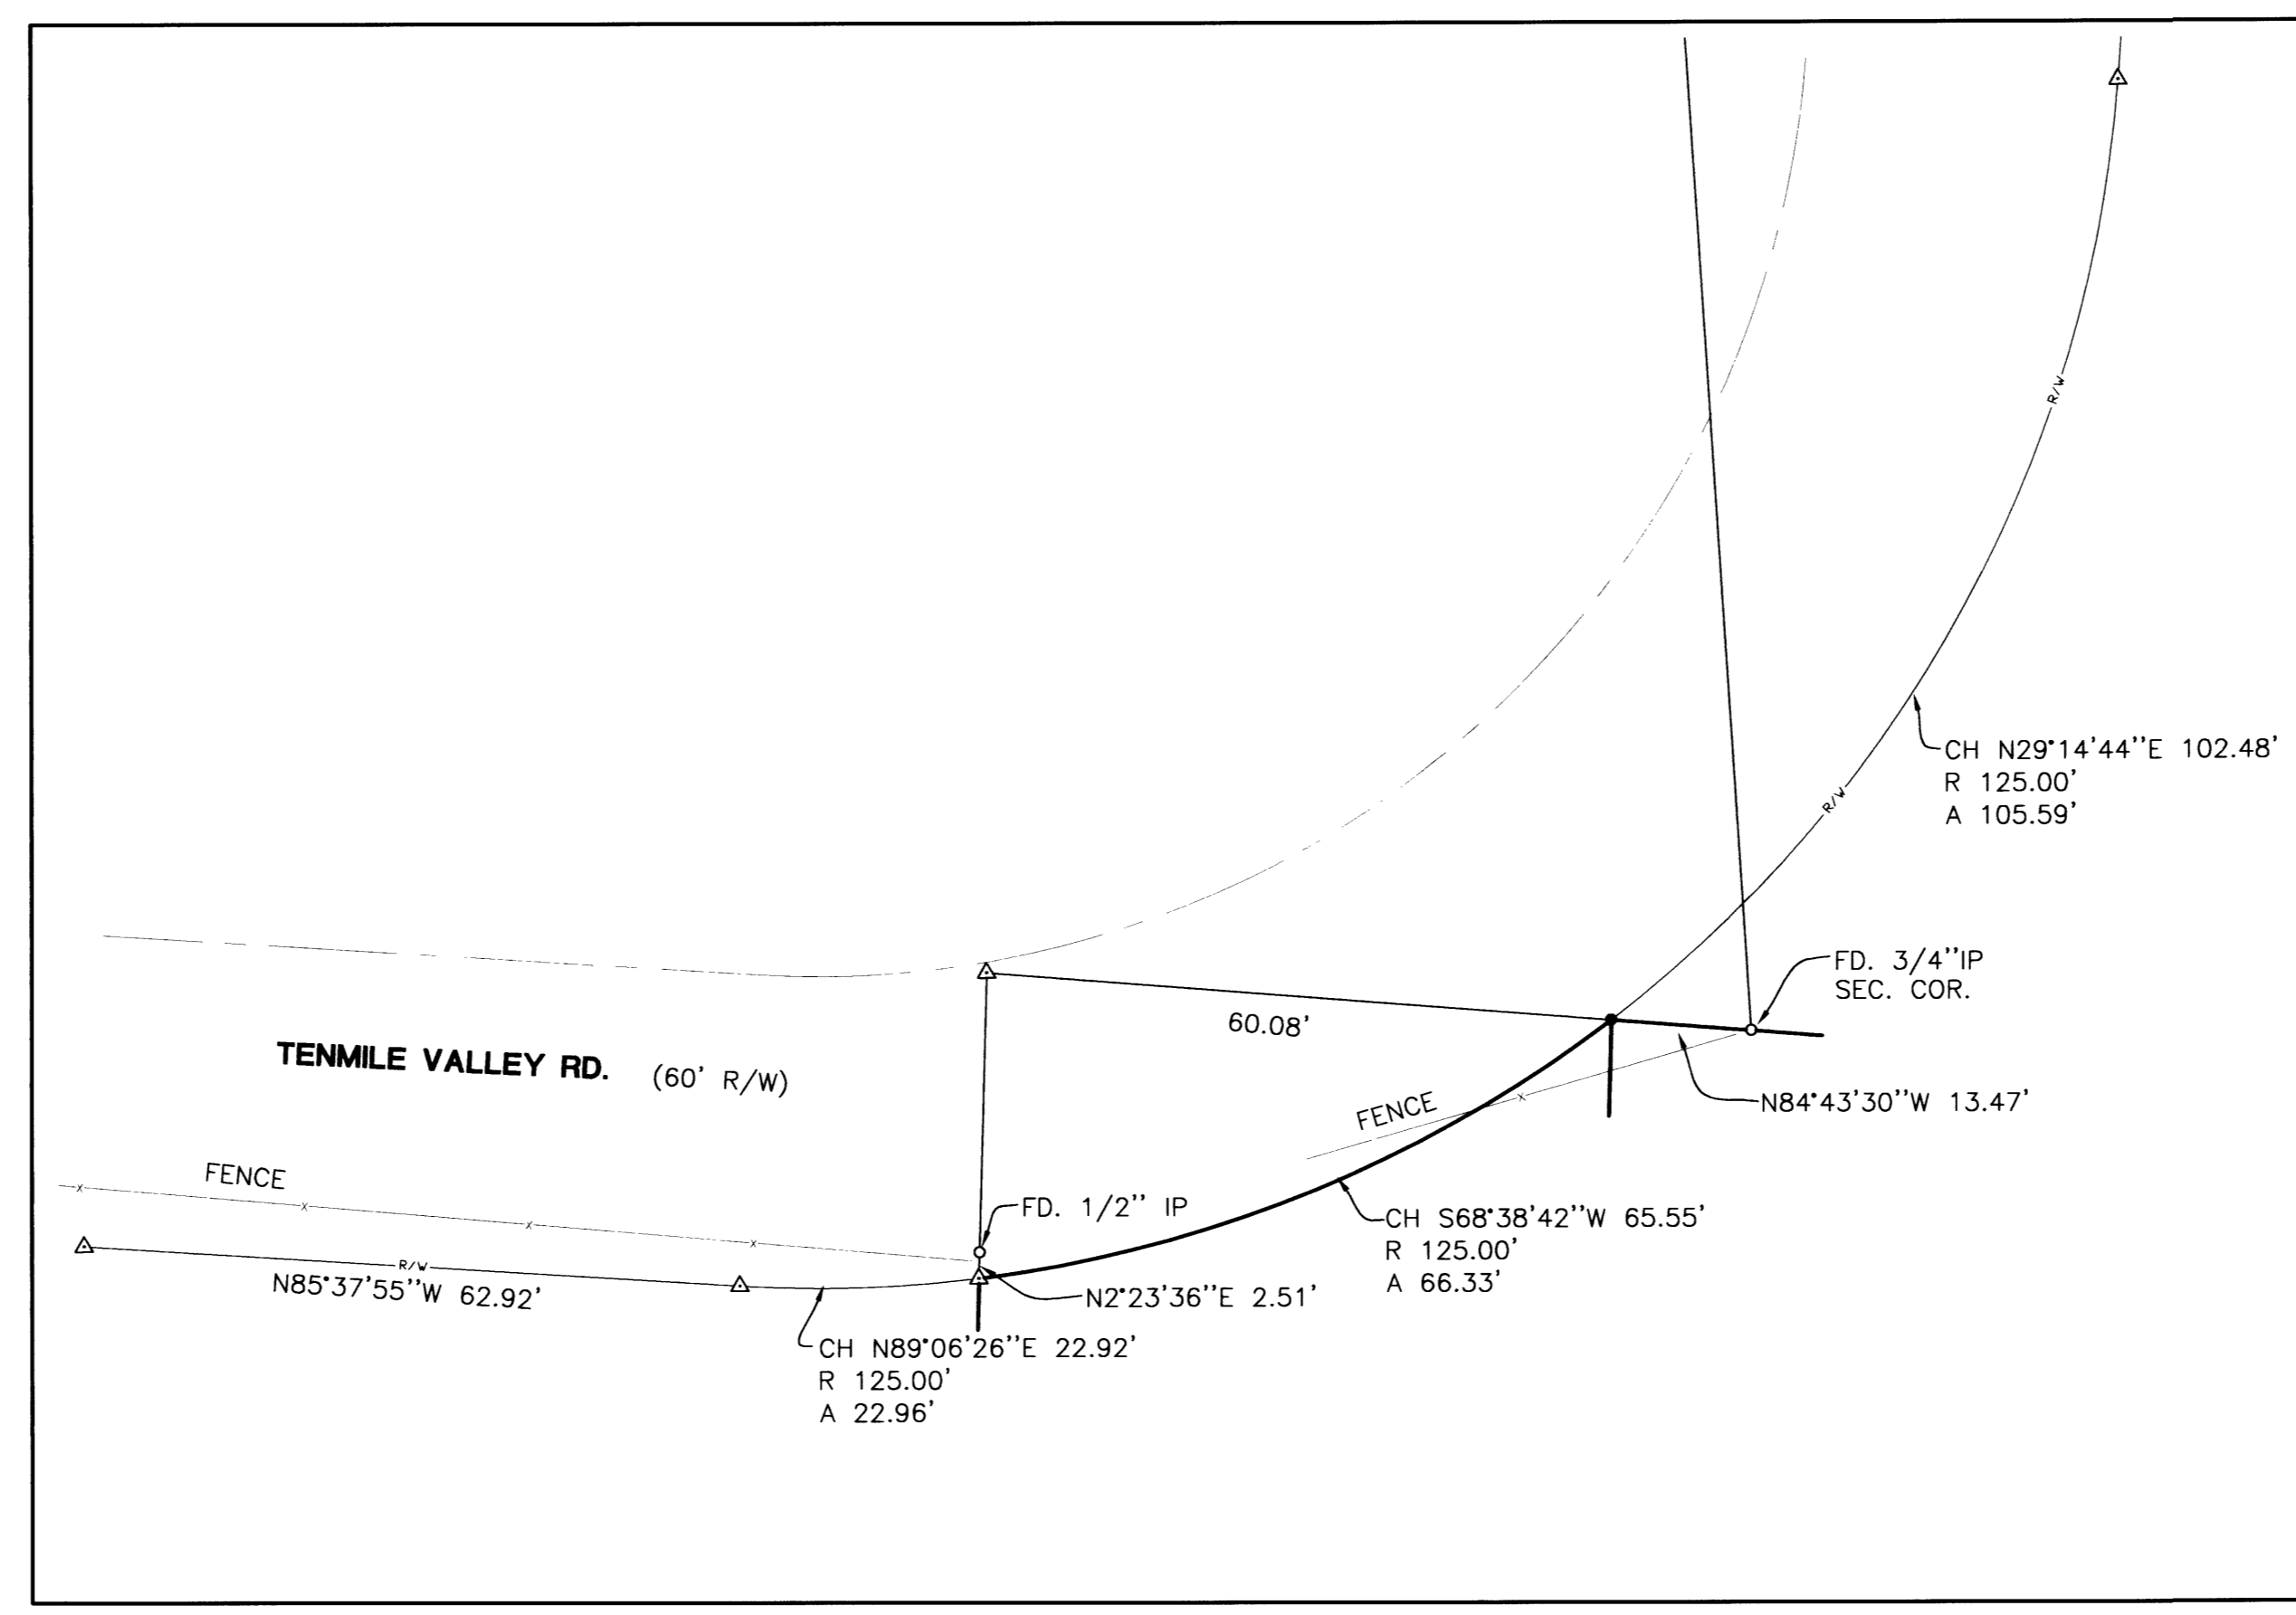 R/W
CH N29°14'44''E 102.48'
R 125.00'
A 105.59'
R/W
FD. 3/4''IP
SEC. COR.
60.08'
TENMILE VALLEY RD. (60' R/W)
N84°43'30''W 13.47'
FENCE
FENCE
FD. 1/2'' IP
CH S68°38'42''W 65.55'
R 125.00'
A 66.33'
R/W
N85°37'55''W 62.92'
N2°23'36''E 2.51'
CH N89°06'26''E 22.92'
R 125.00'
A 22.96'